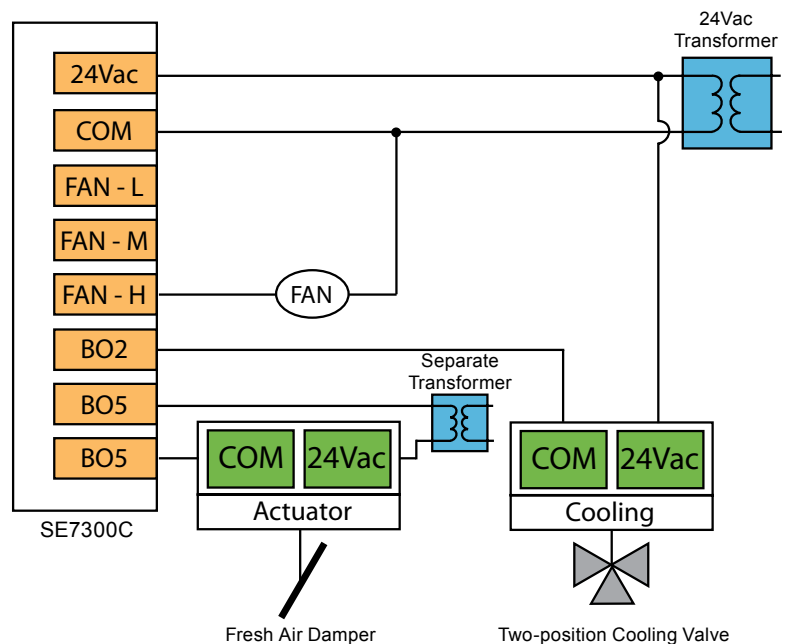 24Vac
Transformer
24Vac
COM
FAN - L
FAN - M
FAN - H
FAN
BO2
Separate
Transformer
BO5
BO5
COM
24Vac
COM
24Vac
Actuator
Cooling
SE7300C
Fresh Air Damper
Two-position Cooling Valve